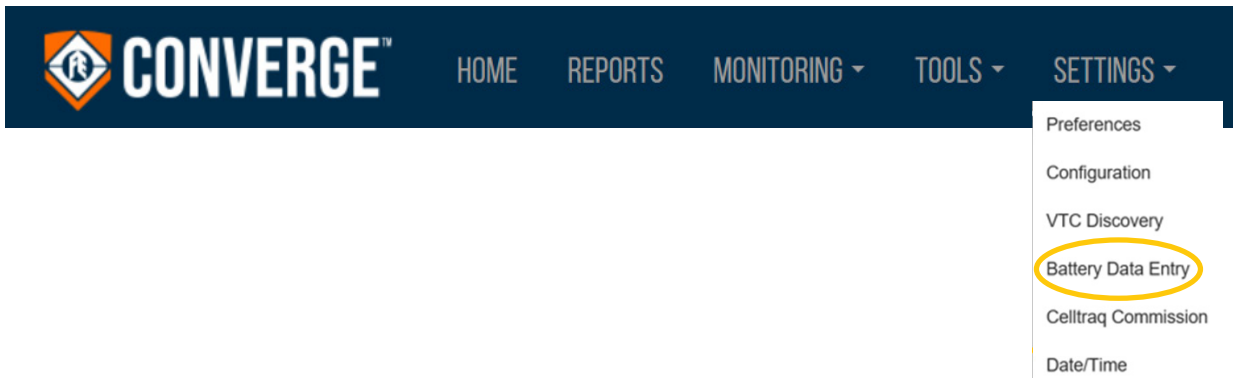 CONVERGE™ HOME REPORTS MONITORING TOOLS SETTINGS
Preferences
Configuration
VTC Discovery
Battery Data Entry
Celltraq Commission
Date/Time